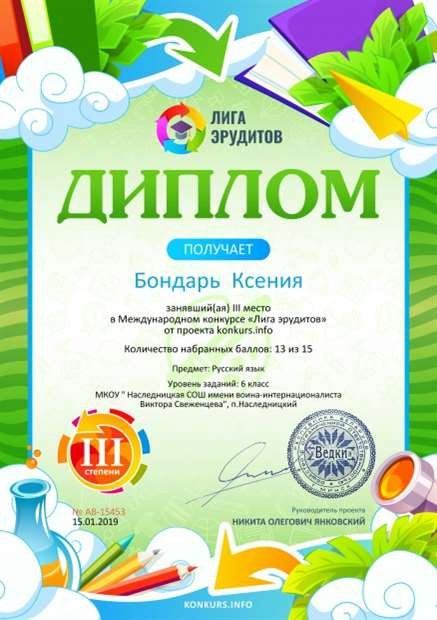 ЛИГА
ЭРУДИТОВ
ДИПЛОМ
ПОЛУЧАЕТ
Бондарь Ксения
занявший(ая) III место
в Международном конкурсе «Лига эрудитов»
от проекта konkurs.info
Количество набранных баллов: 13 из 15
Предмет: Русский язык
Уровень заданий: 6 класс
МКОУ " Наследницкая СОШ имени воина-интернационалиста
Виктора Свеженцева", п.Наследницкий
III
СТЕПЕНИ
"Ведки"
№ АВ-15453
15.01.2019
Руководитель проекта
НИКИТА ОЛЕГОВИЧ ЯНКОВСКИЙ
KONKURS.INFO